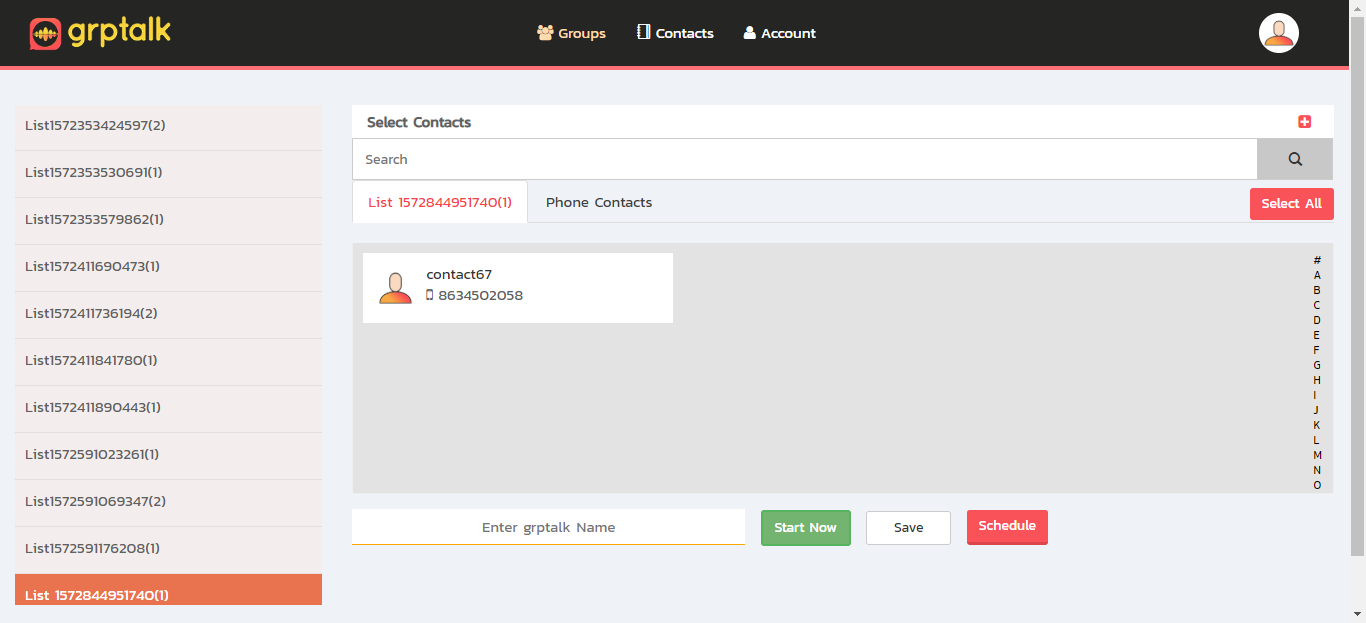 grptalk
Groups
Contacts
Account
List1572353424597(2)
List1572353530691(1)
List1572353579862(1)
List1572411690473(1)
List1572411736194(2)
List1572411841780(1)
List1572411890443(1)
List1572591023261(1)
List1572591069347(2)
List1572591176208(1)
List 1572844951740(1)
Select Contacts
Search
List 1572844951740(1)
Phone Contacts
Select All
contact67
8634502058
#
A
B
C
D
E
F
G
H
I
J
K
L
M
N
O
Enter grptalk Name
Start Now
Save
Schedule